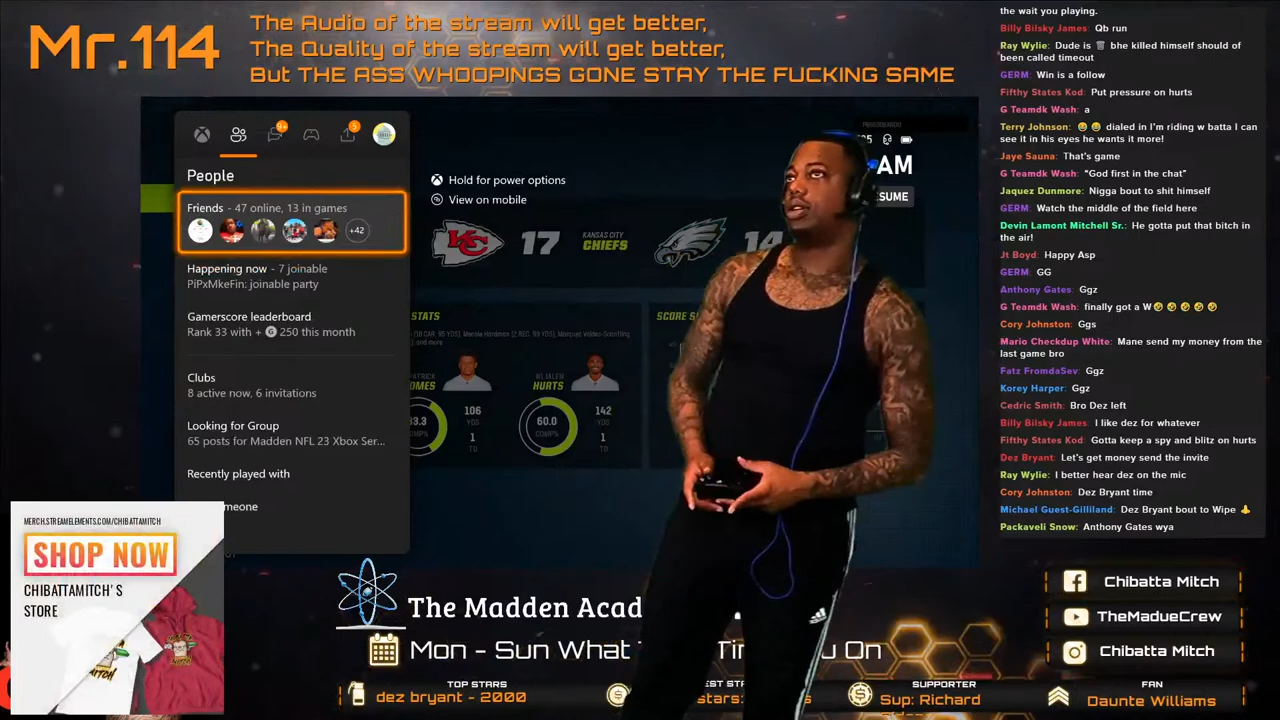 Mr.114
The Audio of the stream will get better,
The Quality of the stream will get better,
But THE ASS WHOOPINGS GONE STAY THE FUCKING SAME
9+
5
People
Friends - 47 online, 13 in games
+42
Happening now - 7 joinable
PiPxMkeFin: joinable party
Gamerscore leaderboard
Rank 33 with + G 250 this month
Clubs
8 active now, 6 invitations
Looking for Group
65 posts for Madden NFL 23 Xbox Ser...
Recently played with
Hold for power options
View on mobile
AM
SUME
KC
17
KANSAS CITY
CHIEFS
14
STATS
SCORE
HURTS
106
YDS
1
TO
60.0
COMP%
142
YDS
1
TO
MERCH.STREAMELEMENTS.COM/CHIBATTAMITCH
SHOP NOW
CHIBATTAMITCH'S
STORE
The Madden Acad
Mon - Sun What
On
TOP STARS
dez bryant - 2000
SUPPORTER
Sup: Richard
FAN
Daunte Williams
Chibatta Mitch
TheMadueCrew
Chibatta Mitch
the wait you playing.
Billy Bilsky James: Qb run
Ray Wylie: Dude is 🗑 bhe killed himself should of
been called timeout
GERM: Win is a follow
Fifthy States Kod: Put pressure on hurts
G Teamdk Wash: a
Terry Johnson: 😅 😅 dialed in I'm riding w batta I can
see it in his eyes he wants it more!
Jaye Sauna: That's game
G Teamdk Wash: "God first in the chat"
Jaquez Dunmore: Nigga bout to shit himself
GERM: Watch the middle of the field here
Devin Lamont Mitchell Sr.: He gotta put that bitch in
the air!
Jt Boyd: Happy Asp
GERM: GG
Anthony Gates: Ggz
G Teamdk Wash: finally got a W🤣🤣🤣🤣🤣
Cory Johnston: Ggs
Mario Checkdup White: Mane send my money from the
last game bro
Fatz FromdaSev: Ggz
Korey Harper: Ggz
Cedric Smith: Bro Dez left
Billy Bilsky James: I like dez for whatever
Fifthy States Kod: Gotta keep a spy and blitz on hurts
Dez Bryant: Let's get money send the invite
Ray Wylie: I better hear dez on the mic
Cory Johnston: Dez Bryant time
Michael Guest-Gilliland: Dez Bryant bout to Wipe
Packaveli Snow: Anthony Gates wya